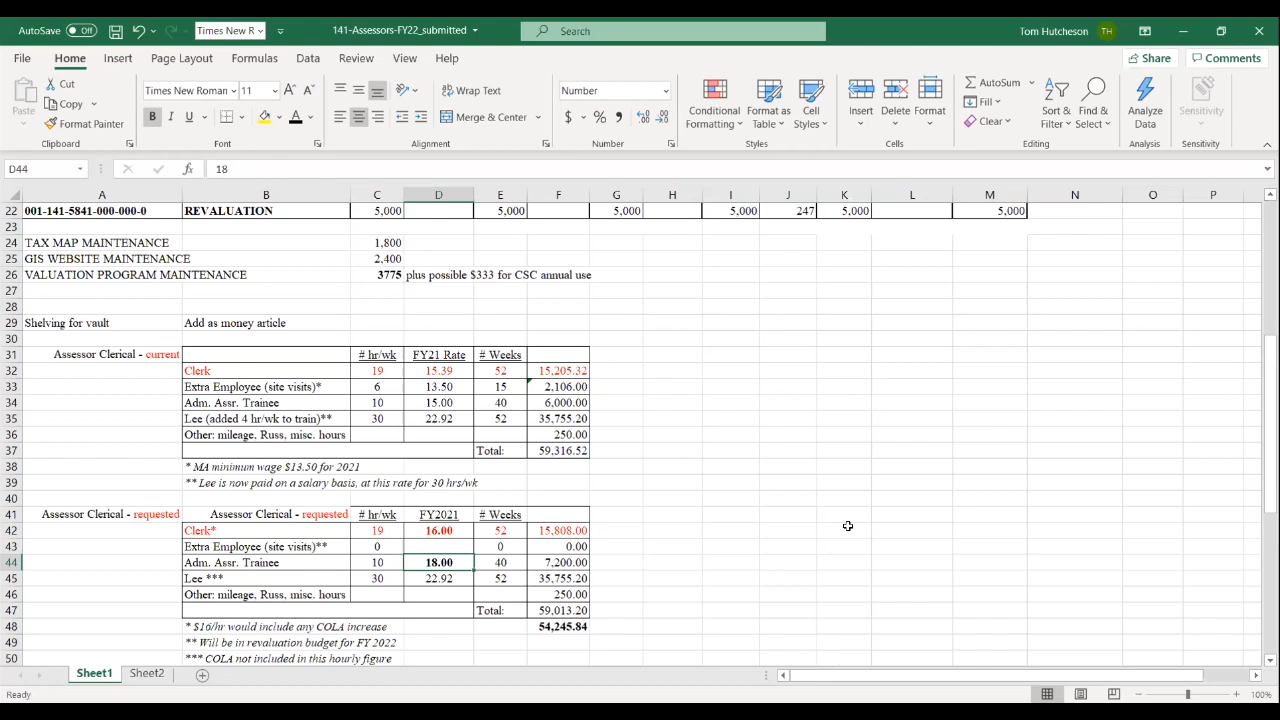 AutoSave Off Times New R 141-Assessors-FY22_submitted Search Tom Hutcheson TH
File Home Insert Page Layout Formulas Data Review View Help Share Comments
Paste Cut Copy Format Painter Clipboard
Times New Roman 11 B I U A Font
Wrap Text Merge & Center Alignment
Number $ % Number
Conditional Formatting Format as Table Cell Styles Styles
Insert Delete Format Cells
AutoSum Fill Clear Sort & Filter Find & Select Editing
Analyze Data Analysis
Sensitivity Sensitivity
D44 fx 18
A B C D E F G H I J K L M N O P
22 001-141-5841-000-000-0 REVALUATION 5,000 5,000 5,000 5,000 247 5,000 5,000
23
24 TAX MAP MAINTENANCE 1,800
25 GIS WEBSITE MAINTENANCE 2,400
26 VALUATION PROGRAM MAINTENANCE 3775 plus possible $333 for CSC annual use
27
28
29 Shelving for vault Add as money article
30
31 Assessor Clerical - current # hr/wk FY21 Rate # Weeks
32 Clerk 19 15.39 52 15,205.32
33 Extra Employee (site visits)* 6 13.50 15 2,106.00
34 Adm. Assr. Trainee 10 15.00 40 6,000.00
35 Lee (added 4 hr/wk to train)** 30 22.92 52 35,755.20
36 Other: mileage, Russ, misc. hours 250.00
37 Total: 59,316.52
38 * MA minimum wage $13.50 for 2021
39 ** Lee is now paid on a salary basis, at this rate for 30 hrs/wk
40
41 Assessor Clerical - requested Assessor Clerical - requested # hr/wk FY2021 # Weeks
42 Clerk* 19 16.00 52 15,808.00
43 Extra Employee (site visits)** 0 0 0.00
44 Adm. Assr. Trainee 10 18.00 40 7,200.00
45 Lee *** 30 22.92 52 35,755.20
46 Other: mileage, Russ, misc. hours 250.00
47 Total: 59,013.20
48 * $16/hr would include any COLA increase 54,245.84
49 ** Will be in revaluation budget for FY 2022
50 *** COLA not included in this hourly figure
Sheet1 Sheet2
Ready 100%